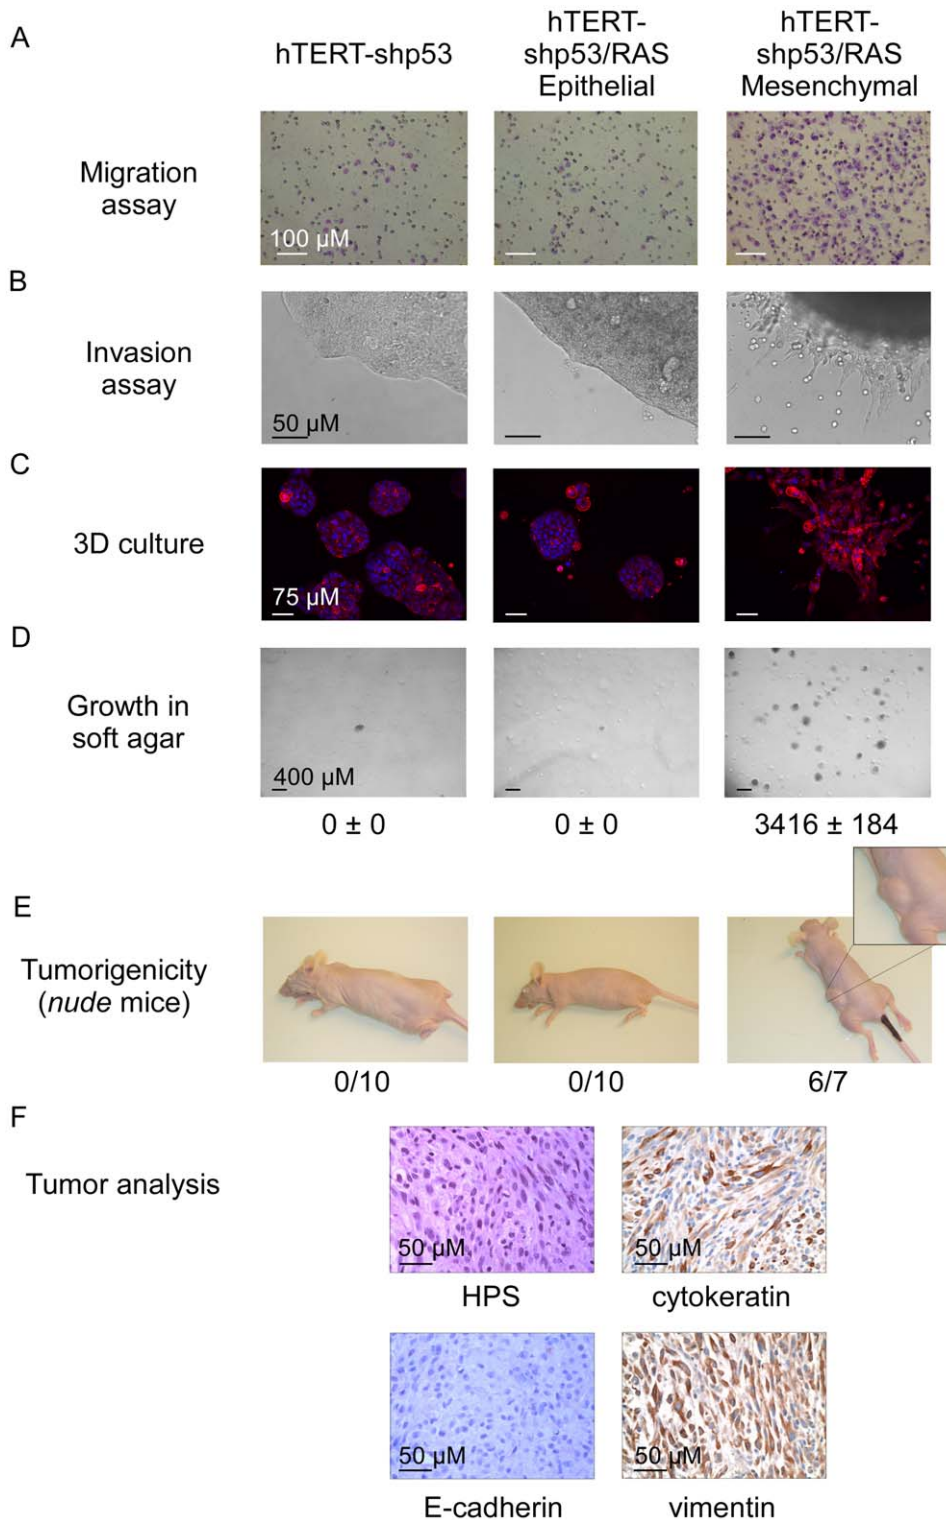 A
hTERT-shp53
hTERT-
shp53/RAS
Epithelial
hTERT-
shp53/RAS
Mesenchymal
Migration
assay
100 µM
B
Invasion
assay
50 µM
C
3D culture
75 µM
D
Growth in
soft agar
400 µM
0 ± 0
0 ± 0
3416 ± 184
E
Tumorigenicity
(nude mice)
0/10
0/10
6/7
F
Tumor analysis
50 µM
50 µM
HPS
cytokeratin
50 µM
50 µM
E-cadherin
vimentin